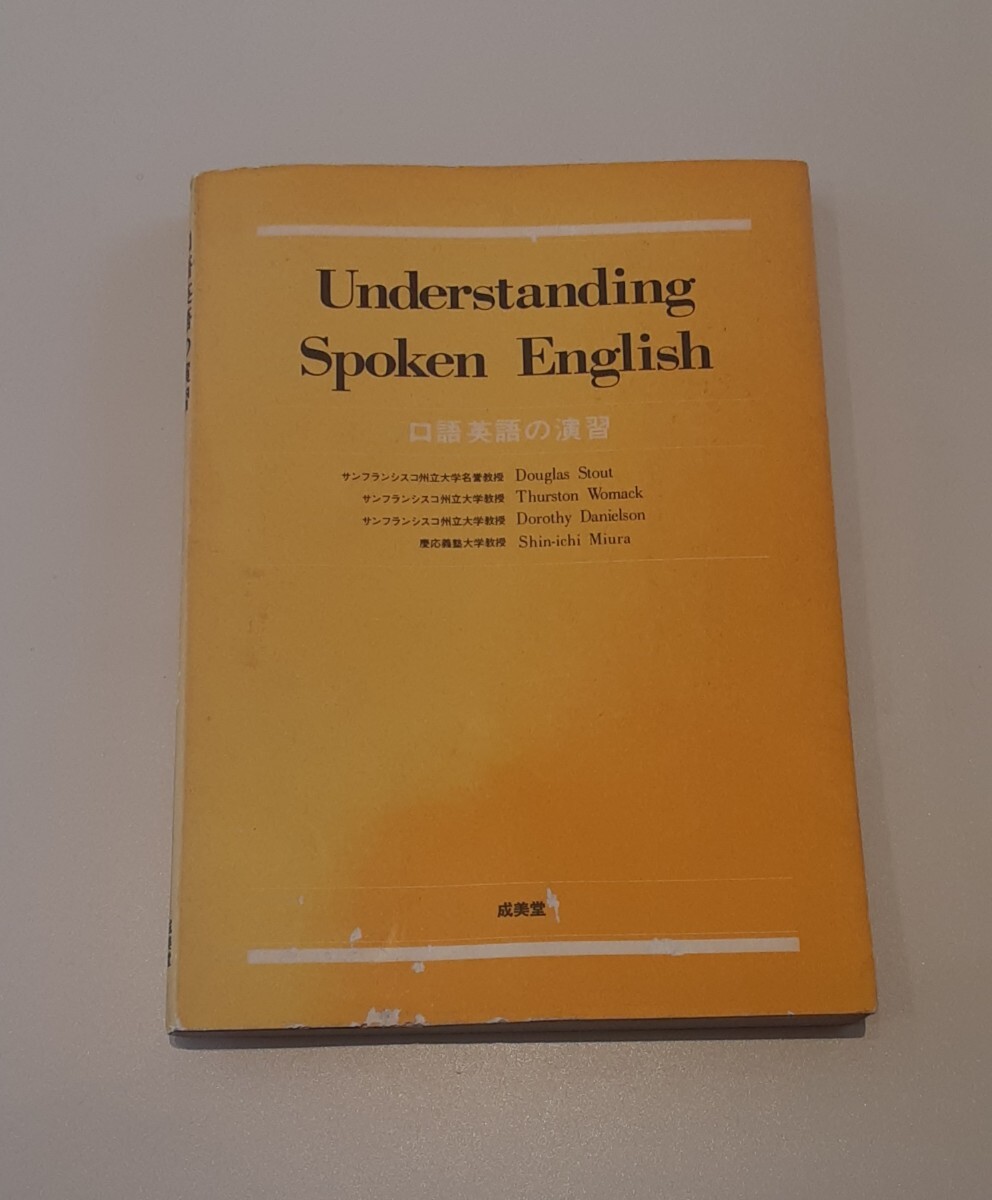 Understanding
Spoken English
口語英語の演習
サンフランシスコ州立大学名誉教授 Douglas Stout
サンフランシスコ州立大学教授 Thurston Womack
サンフランシスコ州立大学教授 Dorothy Danielson
慶応義塾大学教授 Shin-ichi Miura
成美堂